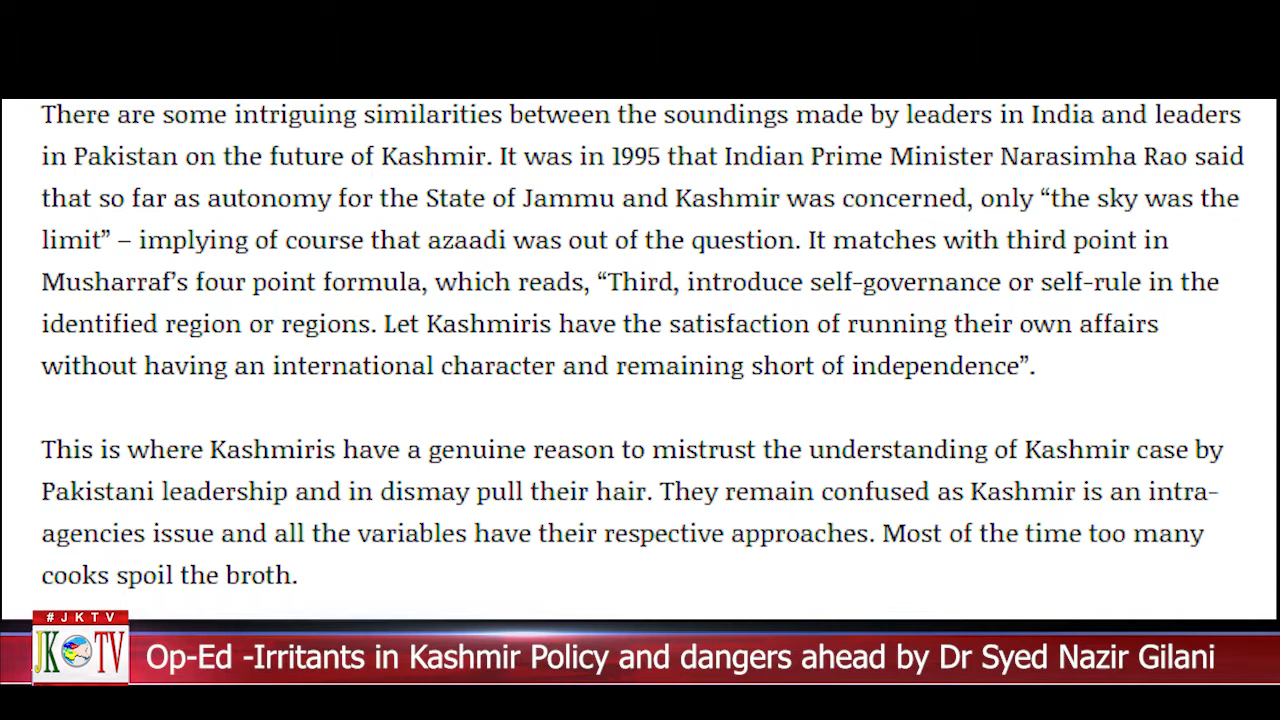 There are some intriguing similarities between the soundings made by leaders in India and leaders
in Pakistan on the future of Kashmir. It was in 1995 that Indian Prime Minister Narasimha Rao said
that so far as autonomy for the State of Jammu and Kashmir was concerned, only “the sky was the
limit” – implying of course that azaadi was out of the question. It matches with third point in
Musharraf’s four point formula, which reads, “Third, introduce self-governance or self-rule in the
identified region or regions. Let Kashmiris have the satisfaction of running their own affairs
without having an international character and remaining short of independence”.
This is where Kashmiris have a genuine reason to mistrust the understanding of Kashmir case by
Pakistani leadership and in dismay pull their hair. They remain confused as Kashmir is an intra-
agencies issue and all the variables have their respective approaches. Most of the time too many
cooks spoil the broth.
#JKTV
JK TV
Op-Ed -Irritants in Kashmir Policy and dangers ahead by Dr Syed Nazir Gilani